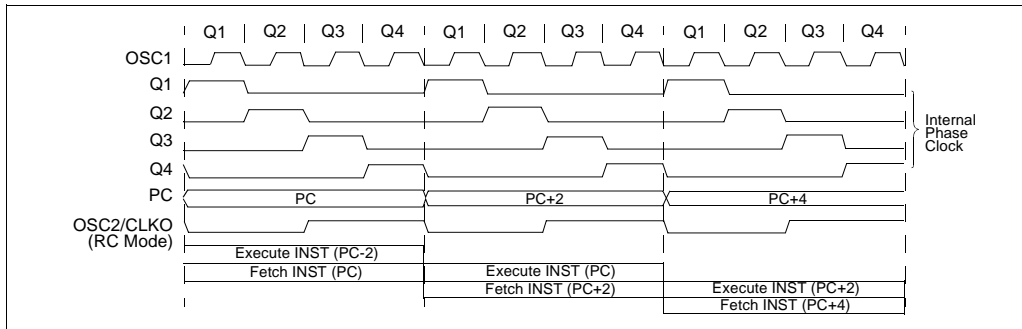 Q1 Q2 Q3 Q4 Q1 Q2 Q3 Q4 Q1 Q2 Q3 Q4
OSC1
Q1
Q2
Q3
Q4
Internal
Phase
Clock
PC PC PC+2 PC+4
OSC2/CLKO
(RC Mode)
Execute INST (PC-2)
Fetch INST (PC) Execute INST (PC)
Fetch INST (PC+2) Execute INST (PC+2)
Fetch INST (PC+4)